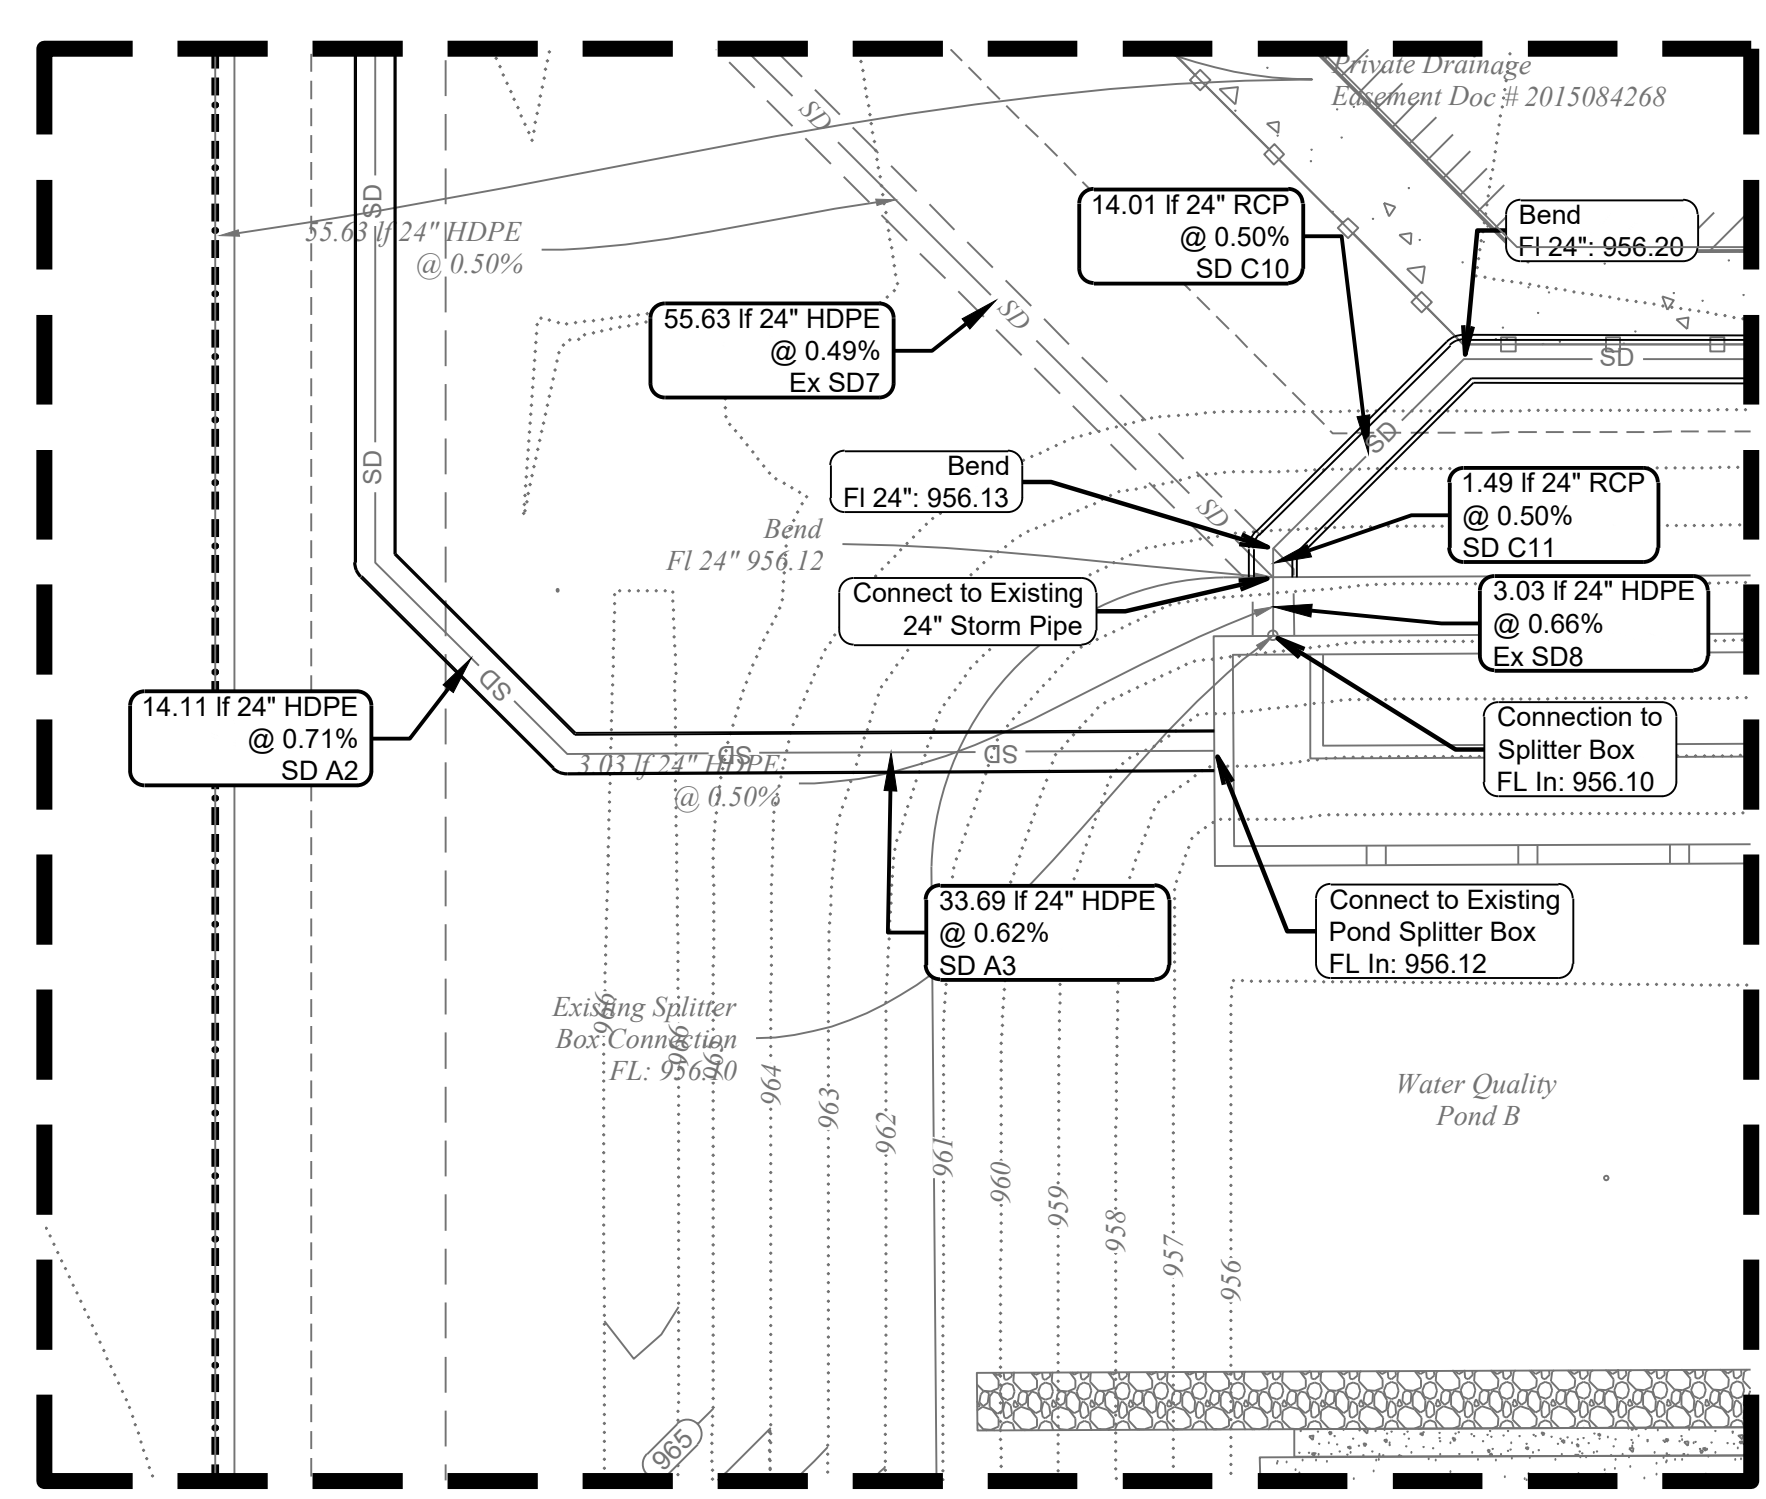 Private Drainage
Easement Doc # 2015084268
SD
SD
55.63 lf 24" HDPE
@ 0.50%
14.01 lf 24" RCP
@ 0.50%
SD C10
Bend
Fl 24": 956.20
55.63 lf 24" HDPE
@ 0.49%
Ex SD7
SD
SD
SD
SD
Bend
Fl 24": 956.13
SD
1.49 lf 24" RCP
@ 0.50%
SD C11
SD
Bend
Fl 24" 956.12
Connect to Existing
24" Storm Pipe
3.03 lf 24" HDPE
@ 0.66%
Ex SD8
14.11 lf 24" HDPE
@ 0.71%
SD A2
SD
Connection to
Splitter Box
FL In: 956.10
SD
SD
3.03 lf 24" HDPE
@ 0.50%
33.69 lf 24" HDPE
@ 0.62%
SD A3
Connect to Existing
Pond Splitter Box
FL In: 956.12
Existing Splitter
Box Connection
FL: 956.10
966
966
965
964
963
962
961
960
959
958
957
956
Water Quality
Pond B
965